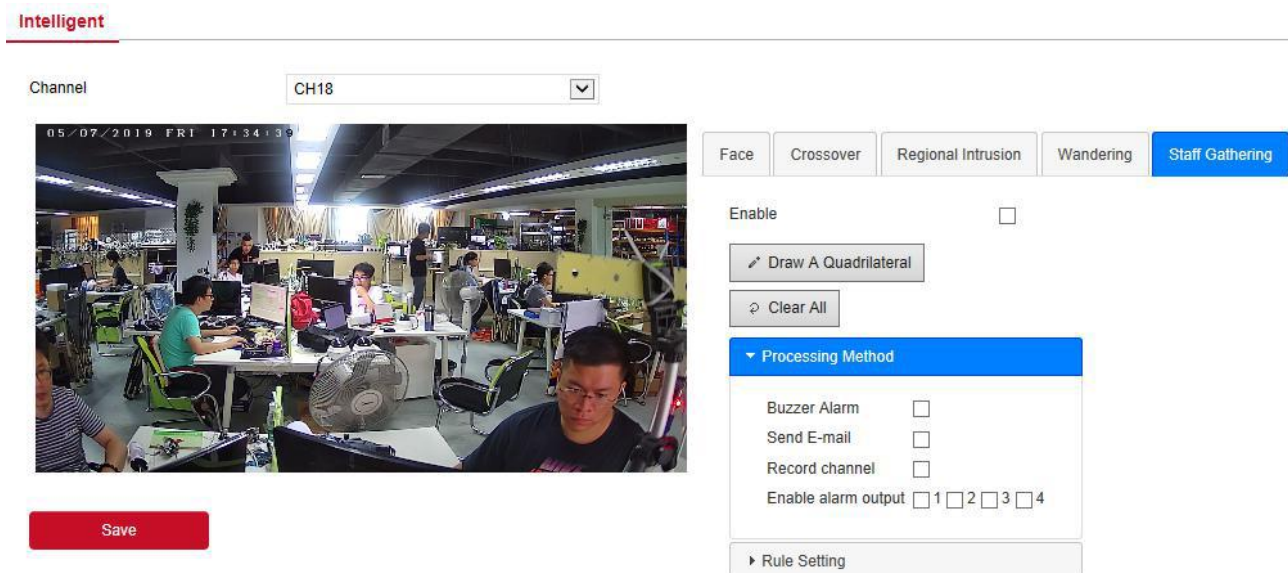 Intelligent
Channel
CH18
05/07/2019 FRI 17:34:39
Face
Crossover
Regional Intrusion
Wandering
Staff Gathering
Enable
Draw A Quadrilateral
Clear All
Processing Method
Buzzer Alarm
Send E-mail
Record channel
Enable alarm output 1 2 3 4
Save
Rule Setting